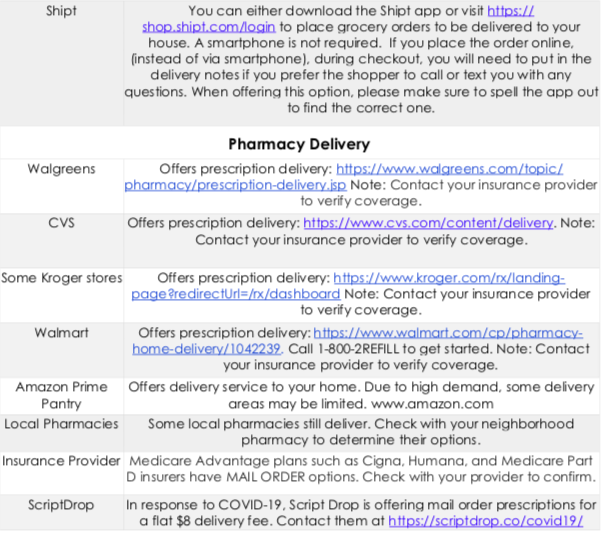 Shipt You can either download the Shipt app or visit https://
shop.shipt.com/login to place grocery orders to be delivered to your
house. A smartphone is not required. If you place the order online,
(instead of via smartphone), during checkout, you will need to put in the
delivery notes if you prefer the shopper to call or text you with any
questions. When offering this option, please make sure to spell the app out
to find the correct one.
Pharmacy Delivery
Walgreens Offers prescription delivery: https://www.walgreens.com/topic/
pharmacy/prescription-delivery.jsp Note: Contact your insurance provider
to verify coverage.
CVS Offers prescription delivery: https://www.cvs.com/content/delivery. Note:
Contact your insurance provider to verify coverage.
Some Kroger stores Offers prescription delivery: https://www.kroger.com/rx/landing-
page?redirectUrl=/rx/dashboard Note: Contact your insurance provider
to verify coverage.
Walmart Offers prescription delivery: https://www.walmart.com/cp/pharmacy-
home-delivery/1042239. Call 1-800-2REFILL to get started. Note: Contact
your insurance provider to verify coverage.
Amazon Prime Offers delivery service to your home. Due to high demand, some delivery
Pantry areas may be limited. www.amazon.com
Local Pharmacies Some local pharmacies still deliver. Check with your neighborhood
pharmacy to determine their options.
Insurance Provider Medicare Advantage plans such as Cigna, Humana, and Medicare Part
D insurers have MAIL ORDER options. Check with your provider to confirm.
ScriptDrop In response to COVID-19, Script Drop is offering mail order prescriptions for
a flat $8 delivery fee. Contact them at https://scriptdrop.co/covid19/